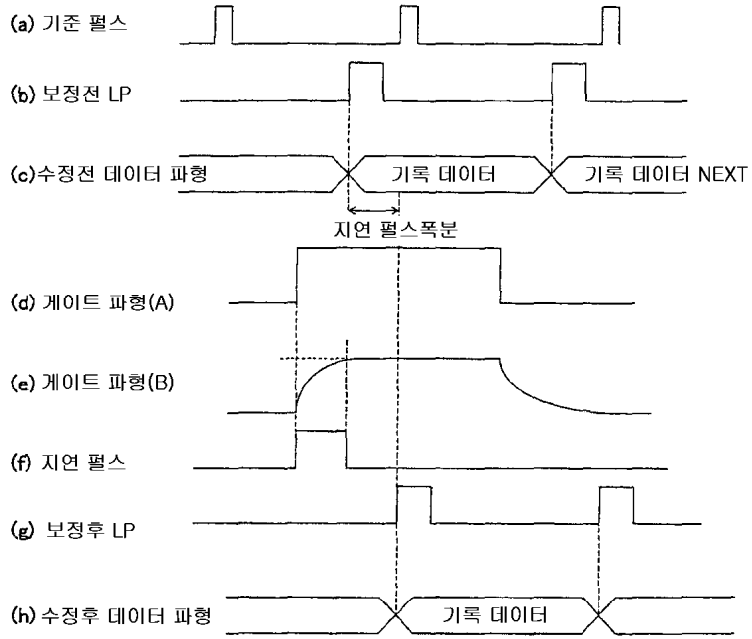 (a) 기준 펄스
(b) 보정전 LP
(c)수정전 데이터 파형
기록 데이터
기록 데이터 NEXT
지연 펄스폭분
(d) 게이트 파형(A)
(e) 게이트 파형(B)
(f) 지연 펄스
(g) 보정후 LP
(h) 수정후 데이터 파형
기록 데이터